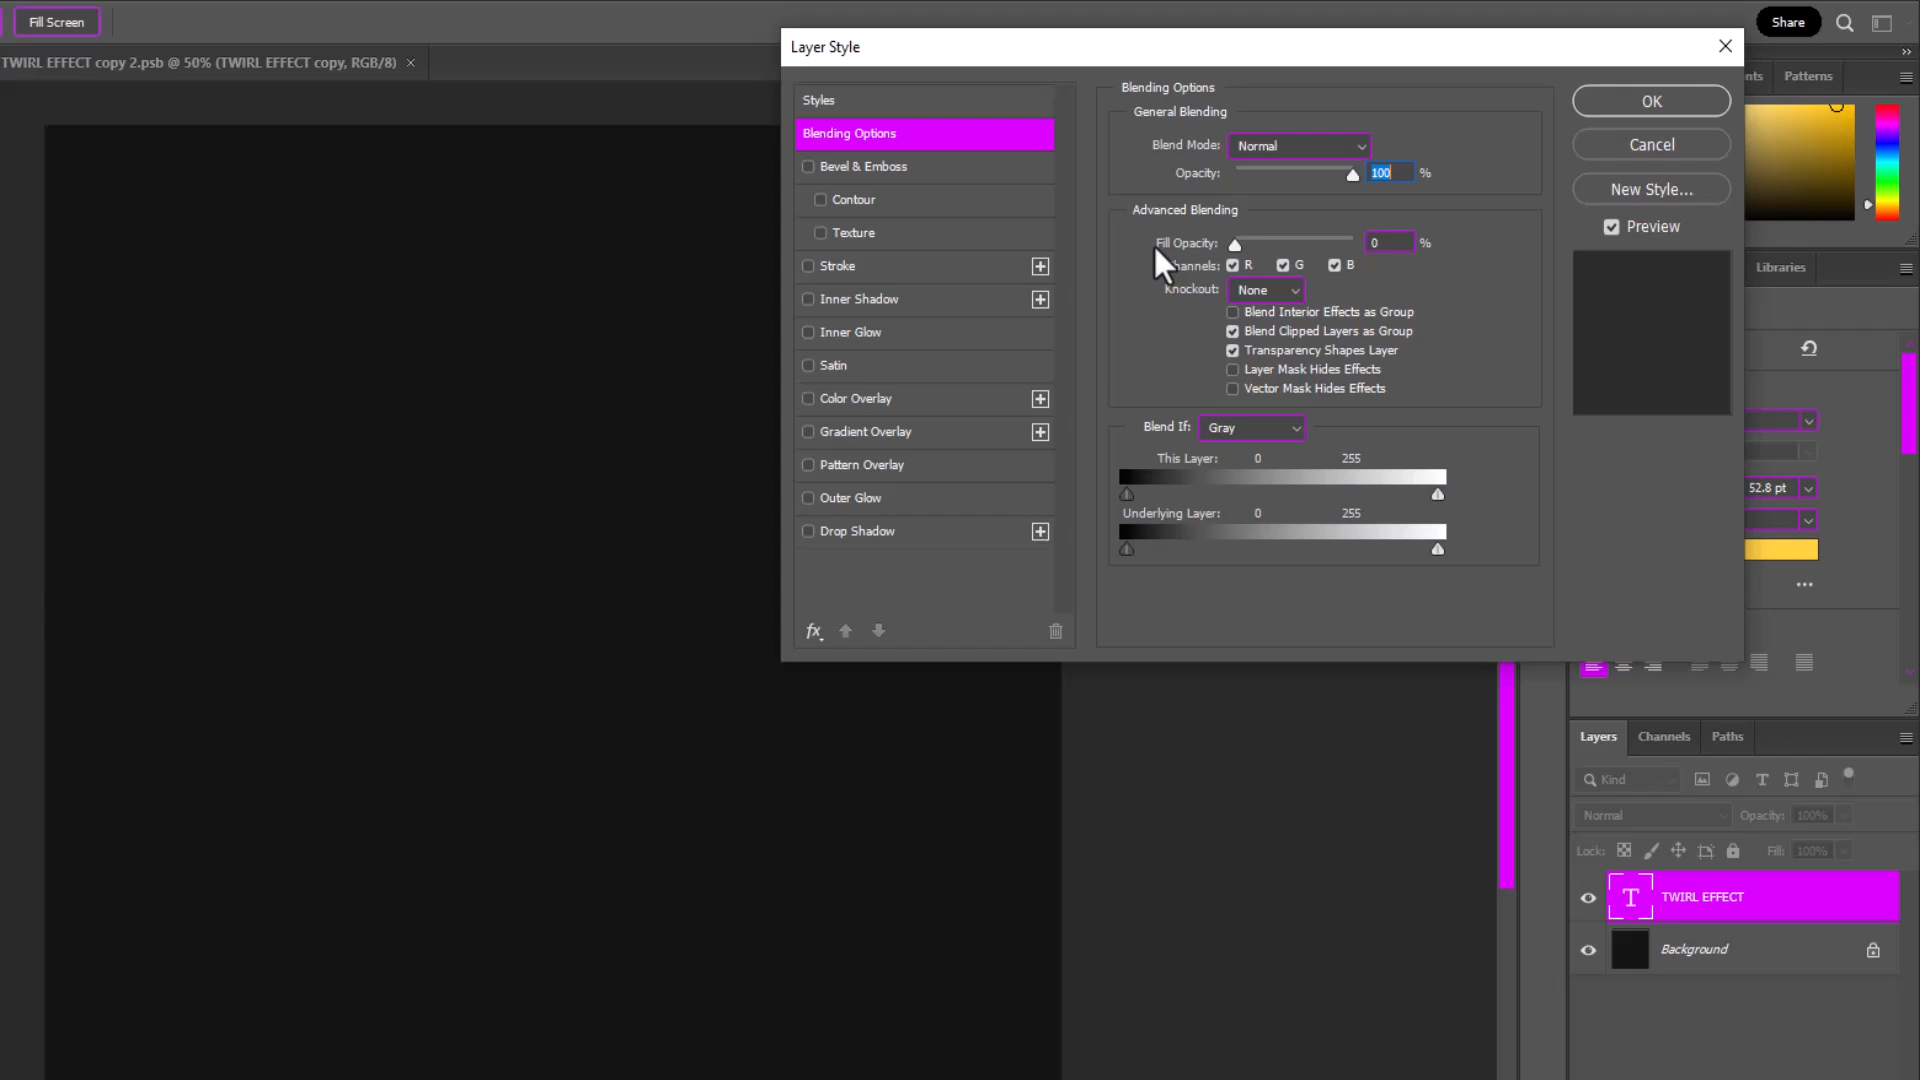 Fill Screen
Share
TWIRL EFFECT copy 2.psb @ 50% (TWIRL EFFECT copy, RGB/8) ×
Layer Style
nts
Patterns
Styles
Blending Options
Bevel & Emboss
Contour
Texture
Stroke
Inner Shadow
Inner Glow
Satin
Color Overlay
Gradient Overlay
Pattern Overlay
Outer Glow
Drop Shadow
fx
Blending Options
General Blending
Blend Mode: Normal
Opacity: 100 %
Advanced Blending
Fill Opacity: 0 %
hannels: R G B
Knockout: None
Blend Interior Effects as Group
Blend Clipped Layers as Group
Transparency Shapes Layer
Layer Mask Hides Effects
Vector Mask Hides Effects
Blend If: Gray
This Layer: 0 255
Underlying Layer: 0 255
OK
Cancel
New Style...
Preview
Libraries
52.8 pt
Layers
Channels
Paths
Kind
Normal
Opacity: 100%
Lock:
Fill: 100%
T TWIRL EFFECT
Background